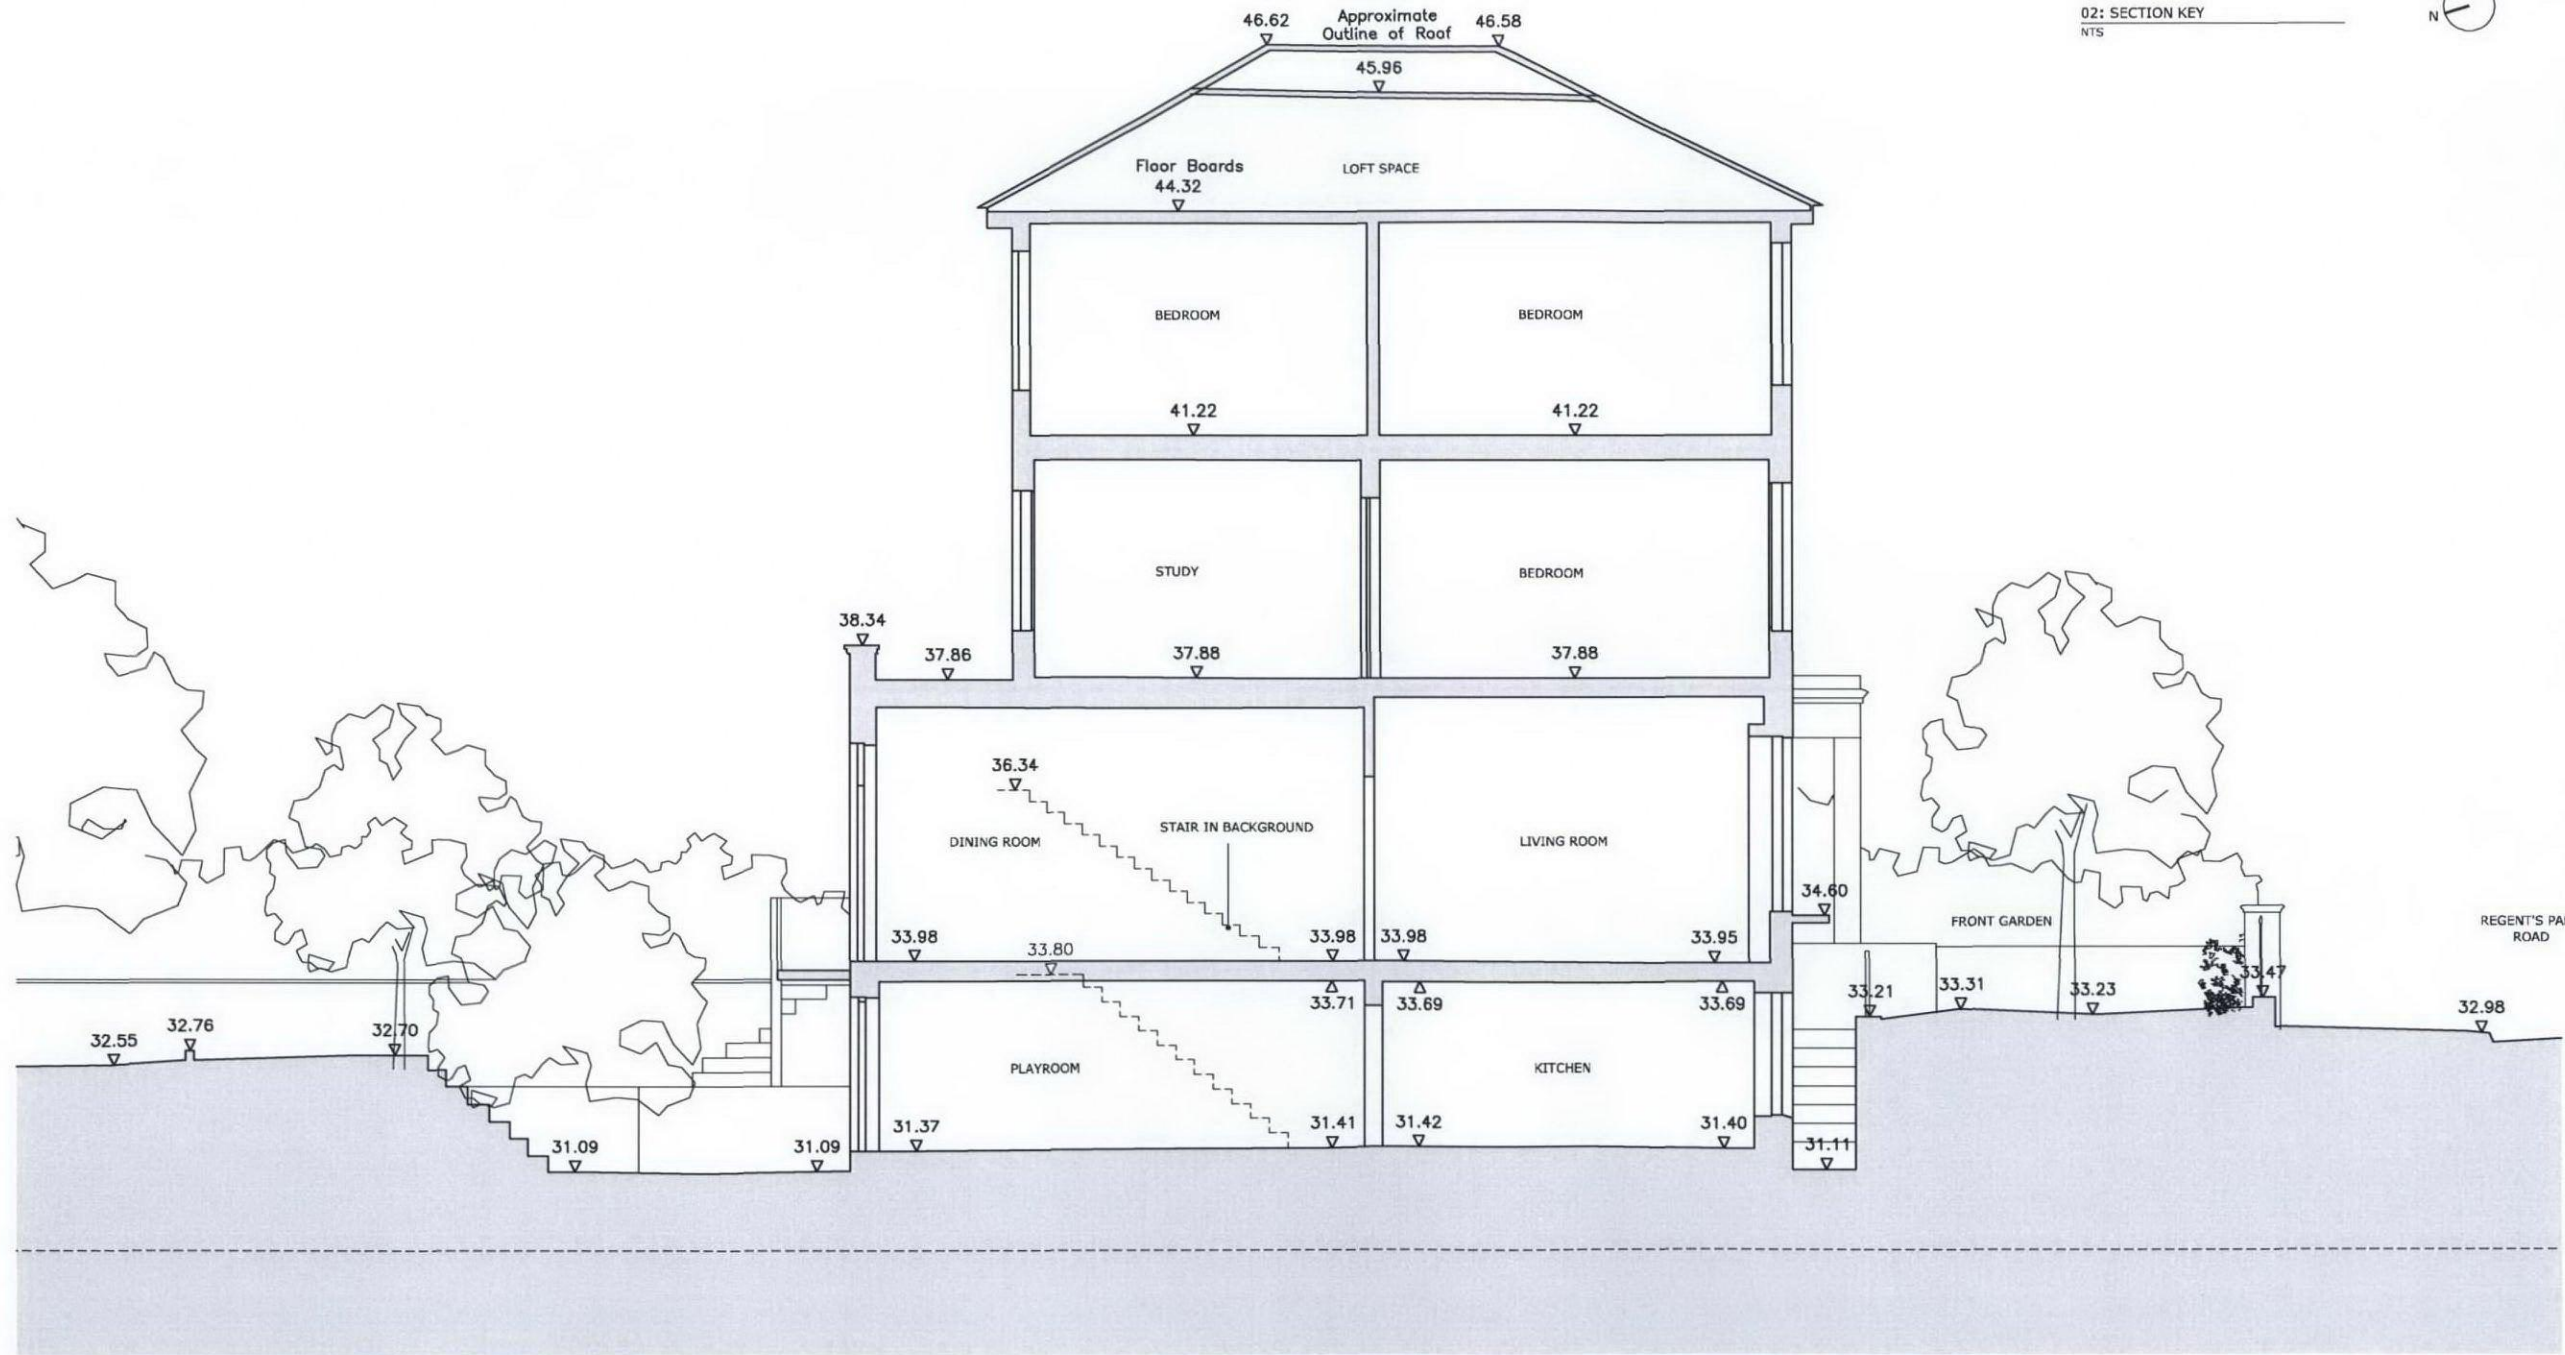 02: SECTION KEY
NTS
N
46.62
Approximate
Outline of Roof
46.58
45.96
Floor Boards
44.32
LOFT SPACE
BEDROOM
BEDROOM
41.22
41.22
STUDY
BEDROOM
38.34
37.86
37.88
37.88
36.34
DINING ROOM
STAIR IN BACKGROUND
LIVING ROOM
34.60
FRONT GARDEN
REGENT'S PA
ROAD
33.98
33.80
33.98
33.98
33.95
33.71
33.69
33.69
33.21
33.31
33.23
33.47
32.98
32.55
32.76
32.70
PLAYROOM
KITCHEN
31.09
31.09
31.37
31.41
31.42
31.40
31.11